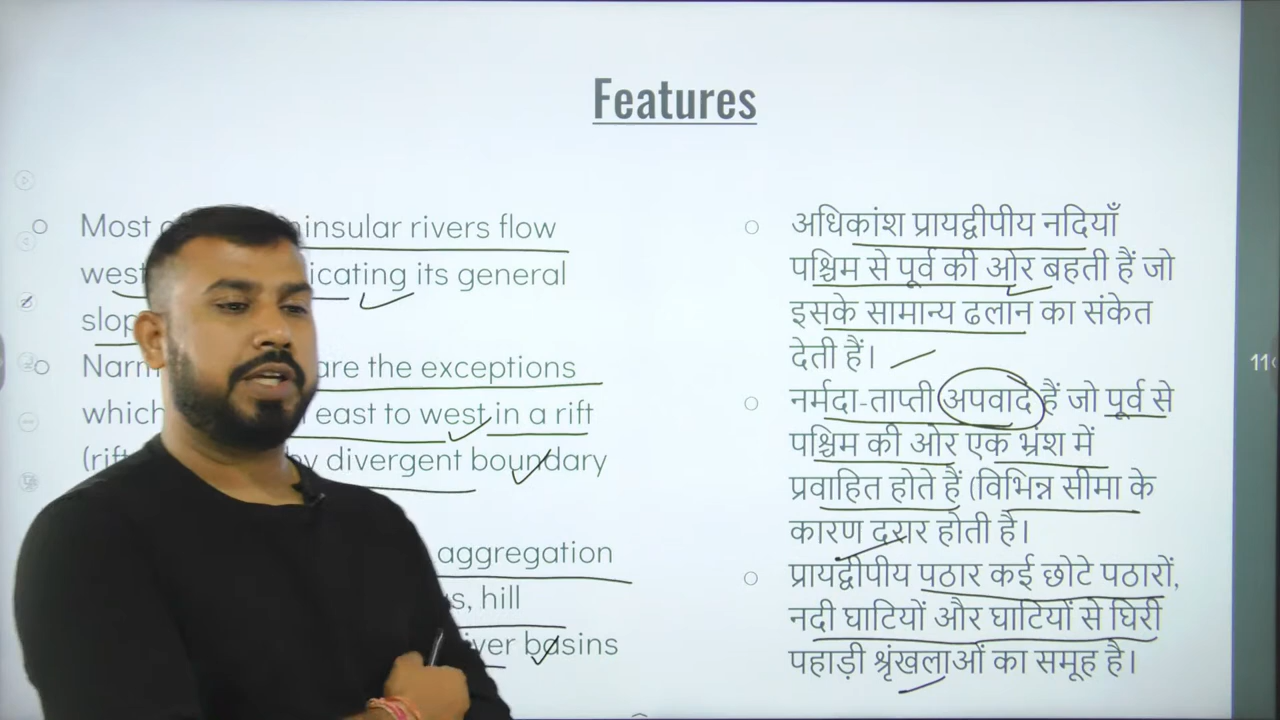 Features
Most insular rivers flow
west icating its general
slop
Narm are the exceptions
which east to west in a rift
(rift by divergent boundary
aggregation
s, hill
iver basins
अधिकांश प्रायद्वीपीय नदियाँ
पश्चिम से पूर्व की ओर बहती हैं जो
इसके सामान्य ढलान का संकेत
देती हैं।
नर्मदा-ताप्ती अपवाद हैं जो पूर्व से
पश्चिम की ओर एक भ्रंश में
प्रवाहित होते हैं (विभिन्न सीमा के
कारण दरार होती है।
प्रायद्वीपीय पठार कई छोटे पठारों,
नदी घाटियों और घाटियों से घिरी
पहाड़ी श्रृंखलाओं का समूह है।
11